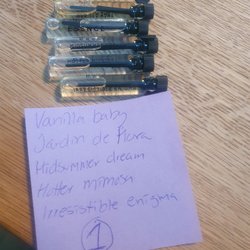 Vanilla baby
Jardin de Flora
Midsummer dream
Hotter mimosa
Irresistible enigma
1